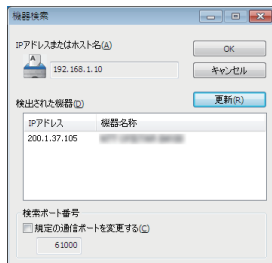 機器検索
IPアドレスまたはホスト名(A)
A
192.168.1.10
OK
キャンセル
検出された機器(D)
更新(R)
IPアドレス 機器名称
200.1.37.105
検索ポート番号
規定の通信ポートを変更する(C)
61000